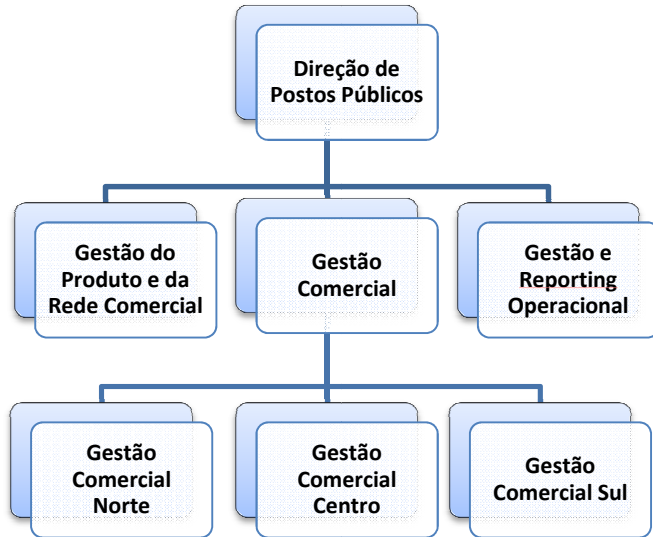 Direção de
Postos Públicos
Gestão do
Produto e da
Rede Comercial
Gestão
Comercial
Gestão e
Reporting
Operacional
Gestão
Comercial
Norte
Gestão
Comercial
Centro
Gestão
Comercial Sul